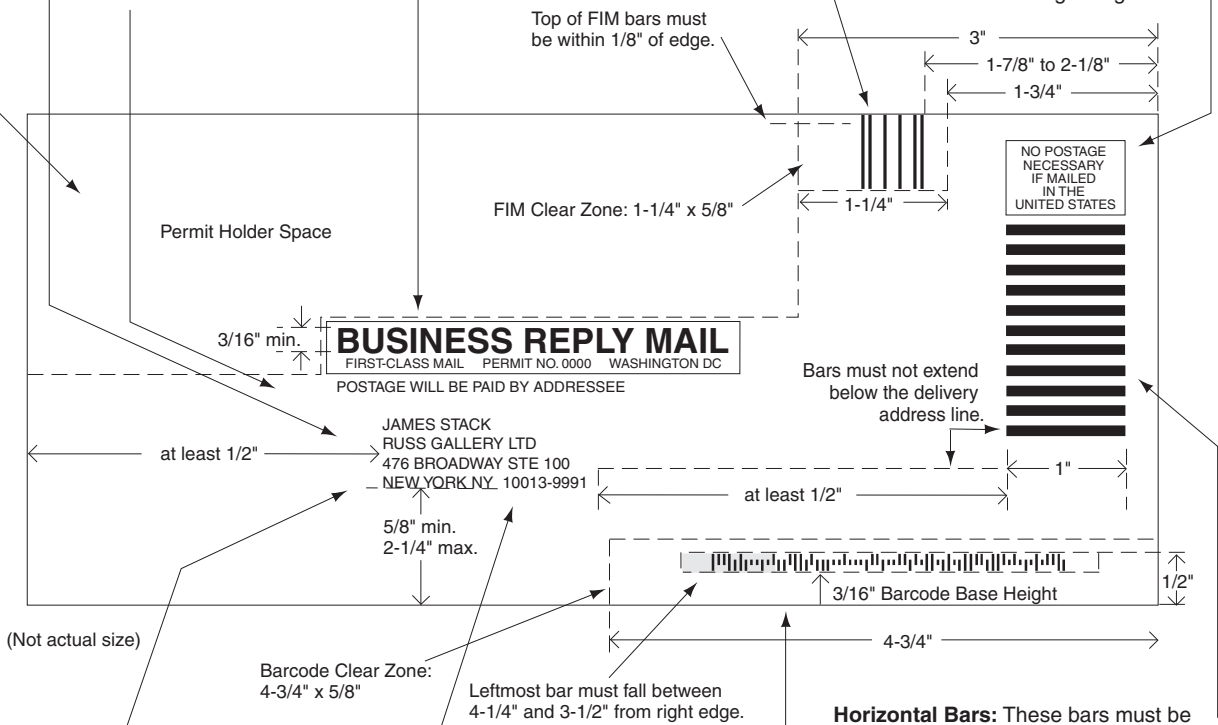 Top of FIM bars must
be within 1/8" of edge.
3"
1-7/8" to 2-1/8"
1-3/4"
NO POSTAGE
NECESSARY
IF MAILED
IN THE
UNITED STATES
FIM Clear Zone: 1-1/4" x 5/8"
1-1/4"
Permit Holder Space
3/16" min.
BUSINESS REPLY MAIL
FIRST-CLASS MAIL PERMIT NO. 0000 WASHINGTON DC
POSTAGE WILL BE PAID BY ADDRESSEE
Bars must not extend
below the delivery
address line.
JAMES STACK
RUSS GALLERY LTD
476 BROADWAY STE 100
NEW YORK NY 10013-9991
at least 1/2"
1"
at least 1/2"
5/8" min.
2-1/4" max.
3/16" Barcode Base Height
1/2"
4-3/4"
(Not actual size)
Barcode Clear Zone:
4-3/4" x 5/8"
Leftmost bar must fall between
4-1/4" and 3-1/2" from right edge.
Horizontal Bars: These bars must be